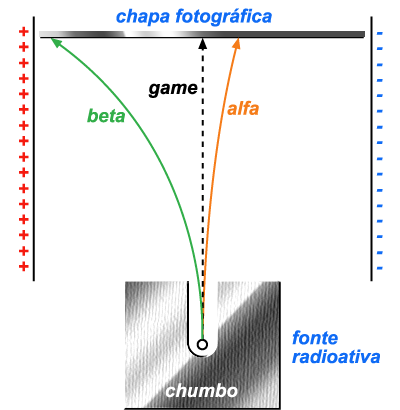 chapa fotográfica
game
beta
alfa
fonte
radioativa
chumbo